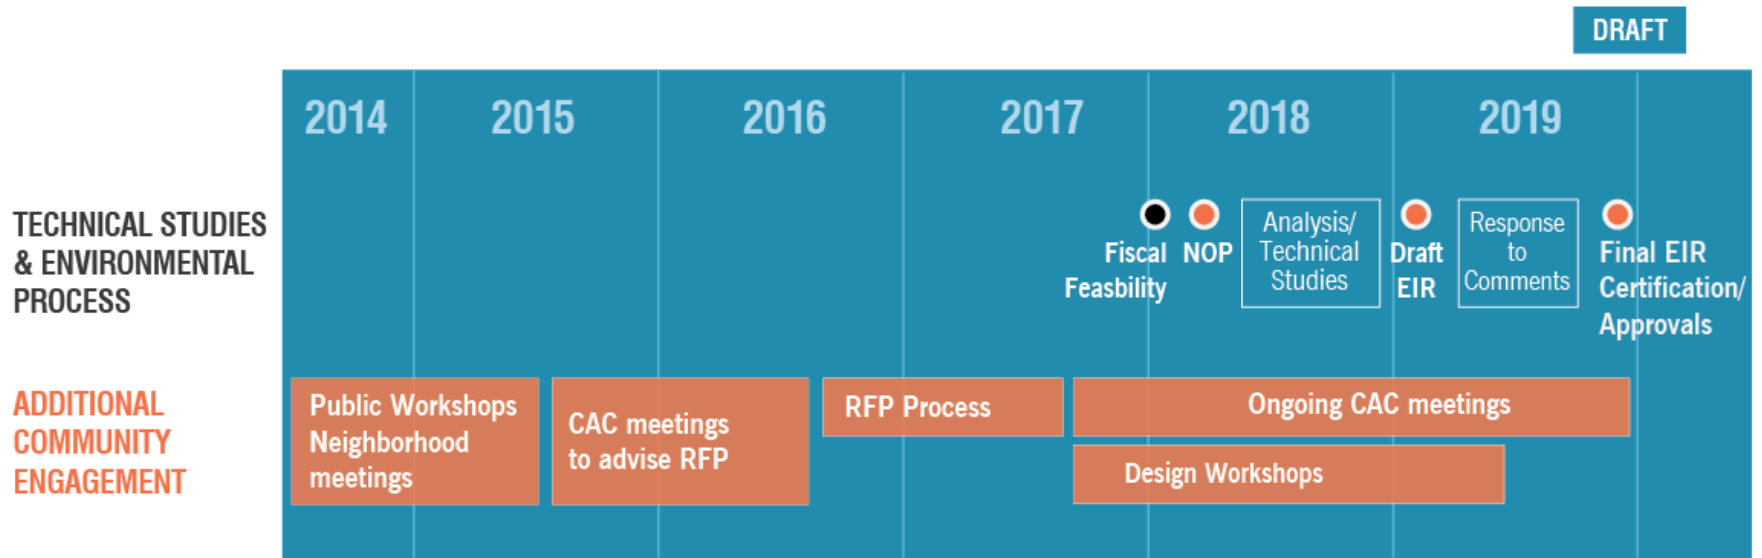 DRAFT
2014 2015 2016 2017 2018 2019
TECHNICAL STUDIES
& ENVIRONMENTAL
PROCESS
Fiscal
Feasbility
NOP
Analysis/
Technical
Studies
Draft
EIR
Response
to
Comments
Final EIR
Certification/
Approvals
ADDITIONAL
COMMUNITY
ENGAGEMENT
Public Workshops
Neighborhood
meetings
CAC meetings
to advise RFP
RFP Process
Ongoing CAC meetings
Design Workshops